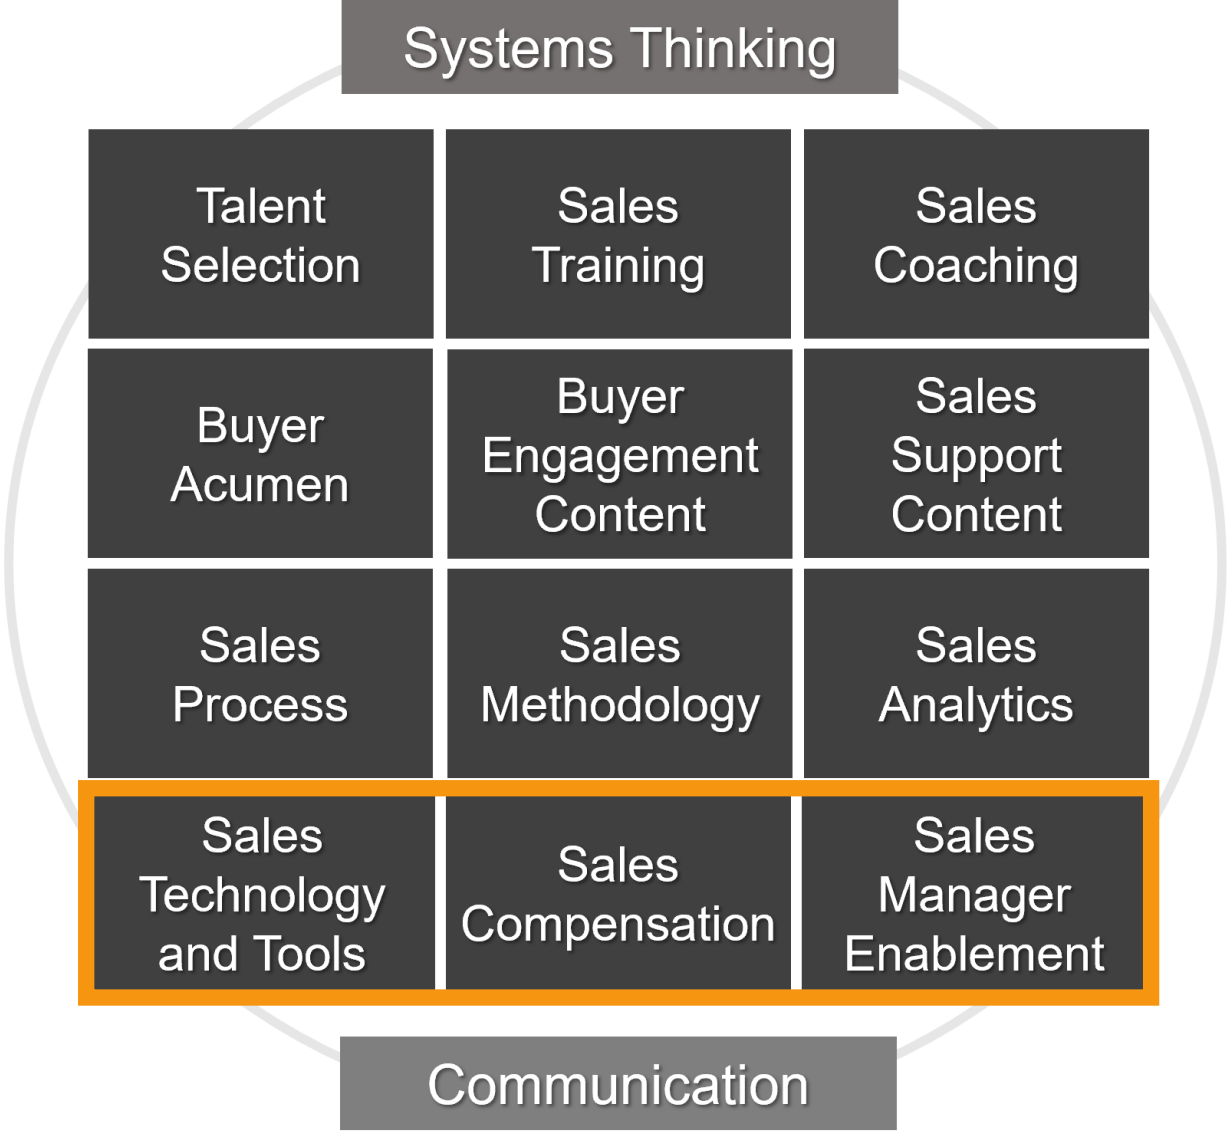 Systems Thinking
Talent
Selection
Sales
Training
Sales
Coaching
Buyer
Acumen
Buyer
Engagement
Content
Sales
Support
Content
Sales
Process
Sales
Methodology
Sales
Analytics
Sales
Technology
and Tools
Sales
Compensation
Sales
Manager
Enablement
Communication